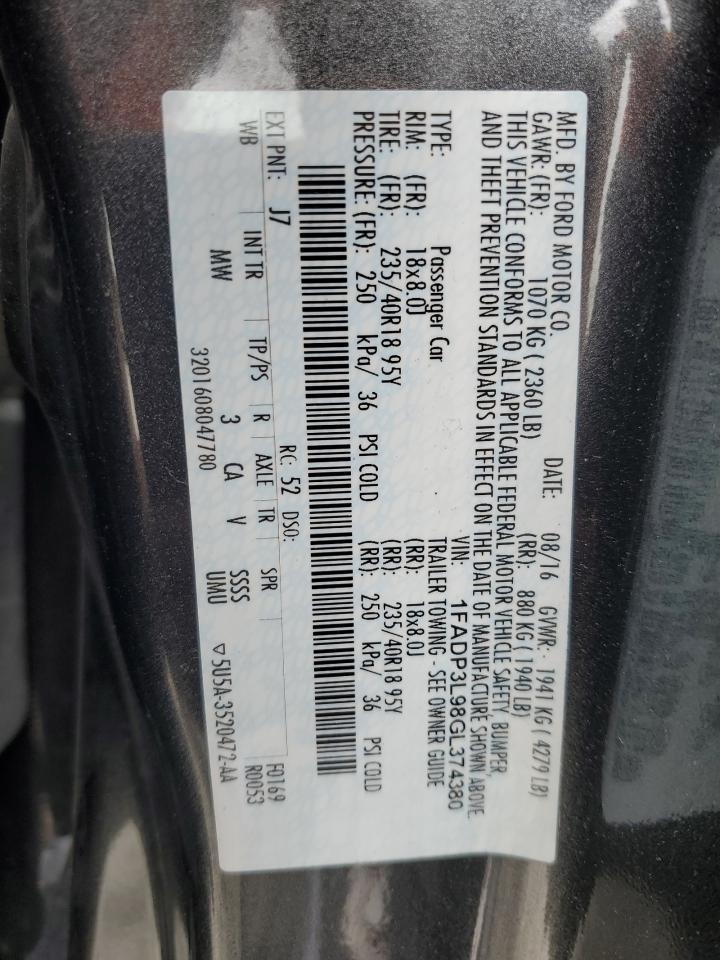 MFD. BY FORD MOTOR CO.
DATE: 08/16 GVWR: 1941 KG ( 4279 LB)
GAWR: (FR): 1070 KG ( 2360 LB) (RR): 880 KG ( 1940 LB)
THIS VEHICLE CONFORMS TO ALL APPLICABLE FEDERAL MOTOR VEHICLE SAFETY, BUMPER,
AND THEFT PREVENTION STANDARDS IN EFFECT ON THE DATE OF MANUFACTURE SHOWN ABOVE.
VIN: 1FADP3L98GL374380
TYPE: Passenger Car TRAILER TOWING - SEE OWNER GUIDE
RIM: (FR): 18x8.0J (RR): 18x8.0J
TIRE: (FR): 235/40R18 95Y (RR): 235/40R18 95Y
PRESSURE: (FR): 250 kPa/ 36 PSI COLD (RR): 250 kPa/ 36 PSI COLD
EXT PNT: J7 RC: 52 DSO: F0169
WB INT TR TP/PS R AXLE TR SPR R0053
MW 3 CA V SSSS
UMU
3201608047780 ▽5U5A-3520472-AA